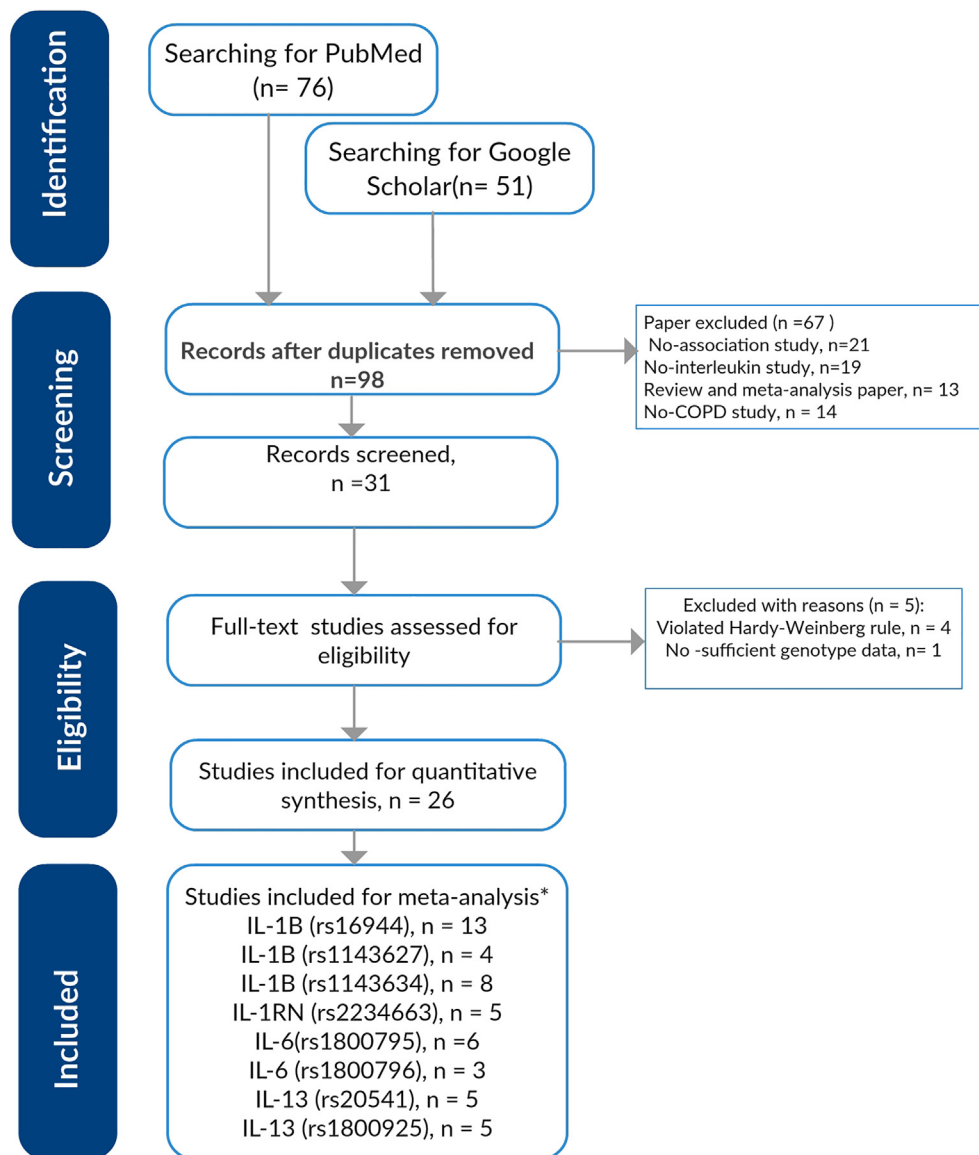 Identification
Searching for PubMed
(n= 76)
Searching for Google
Scholar(n= 51)
Screening
Records after duplicates removed
n=98
Paper excluded (n =67 )
No-association study, n=21
No-interleukin study, n=19
Review and meta-analysis paper, n= 13
No-COPD study, n = 14
Records screened,
n =31
Eligibility
Full-text studies assessed for
eligibility
Excluded with reasons (n = 5):
Violated Hardy-Weinberg rule, n = 4
No -sufficient genotype data, n= 1
Studies included for quantitative
synthesis, n = 26
Included
Studies included for meta-analysis*
IL-1B (rs16944), n = 13
IL-1B (rs1143627), n = 4
IL-1B (rs1143634), n = 8
IL-1RN (rs2234663), n = 5
IL-6(rs1800795), n =6
IL-6 (rs1800796), n = 3
IL-13 (rs20541), n = 5
IL-13 (rs1800925), n = 5